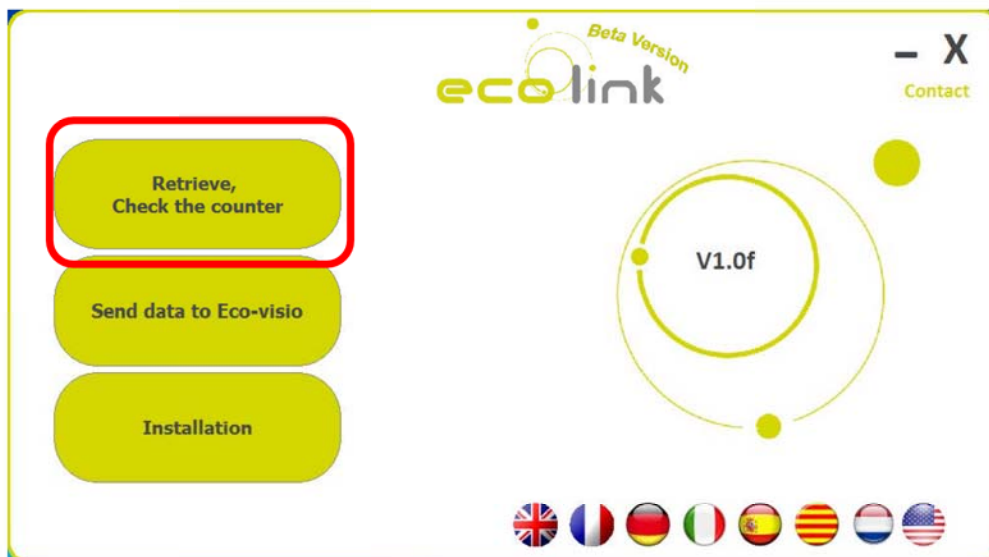 Beta Version
ecolink
– X
Contact
Retrieve,
Check the counter
V1.0f
Send data to Eco-visio
Installation